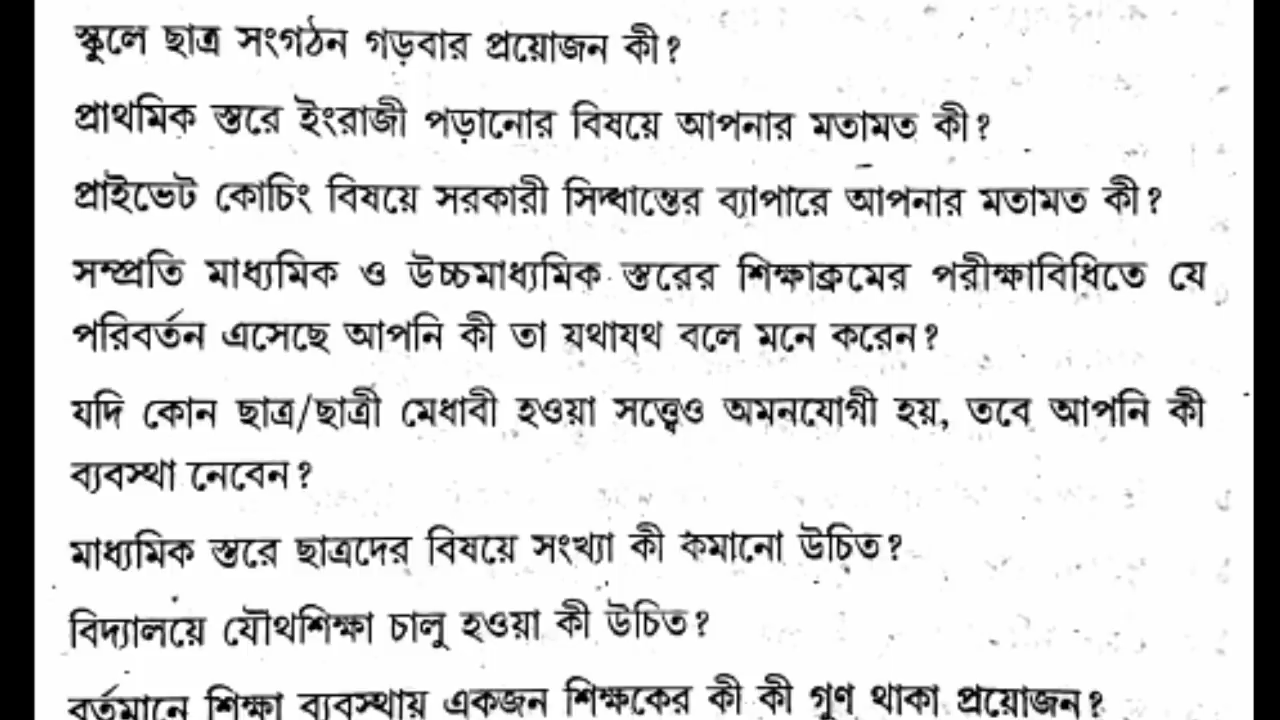 স্কুলে ছাত্র সংগঠন গড়বার প্রয়োজন কী?
প্রাথমিক স্তরে ইংরাজী পড়ানোর বিষয়ে আপনার মতামত কী?
প্রাইভেট কোচিং বিষয়ে সরকারী সিদ্ধান্তের ব্যাপারে আপনার মতামত কী?
সম্প্রতি মাধ্যমিক ও উচ্চমাধ্যমিক স্তরের শিক্ষাক্রমের পরীক্ষাবিধিতে যে
পরিবর্তন এসেছে আপনি কী তা যথাযথ বলে মনে করেন?
যদি কোন ছাত্র/ছাত্রী মেধাবী হওয়া সত্ত্বেও অমনযোগী হয়, তবে আপনি কী
ব্যবস্থা নেবেন?
মাধ্যমিক স্তরে ছাত্রদের বিষয়ে সংখ্যা কী কমানো উচিত?
বিদ্যালয়ে যৌথশিক্ষা চালু হওয়া কী উচিত?
বর্তমানে শিক্ষা ব্যবস্থায় একজন শিক্ষকের কী কী গুণ থাকা প্রয়োজন?